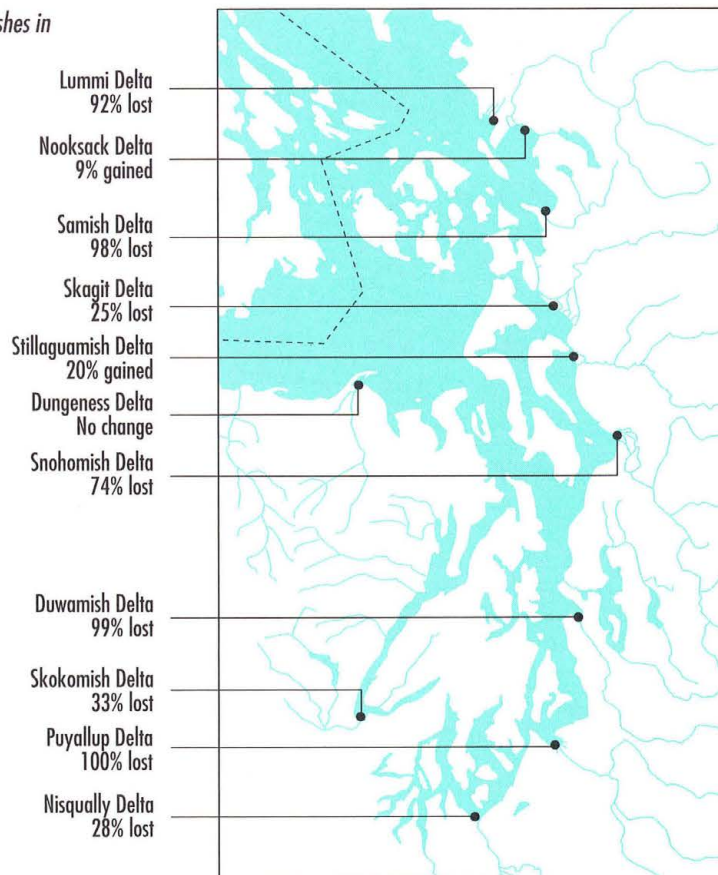 shes in
Lummi Delta
92% lost
Nooksack Delta
9% gained
Samish Delta
98% lost
Skagit Delta
25% lost
Stillaguamish Delta
20% gained
Dungeness Delta
No change
Snohomish Delta
74% lost
Duwamish Delta
99% lost
Skokomish Delta
33% lost
Puyallup Delta
100% lost
Nisqually Delta
28% lost